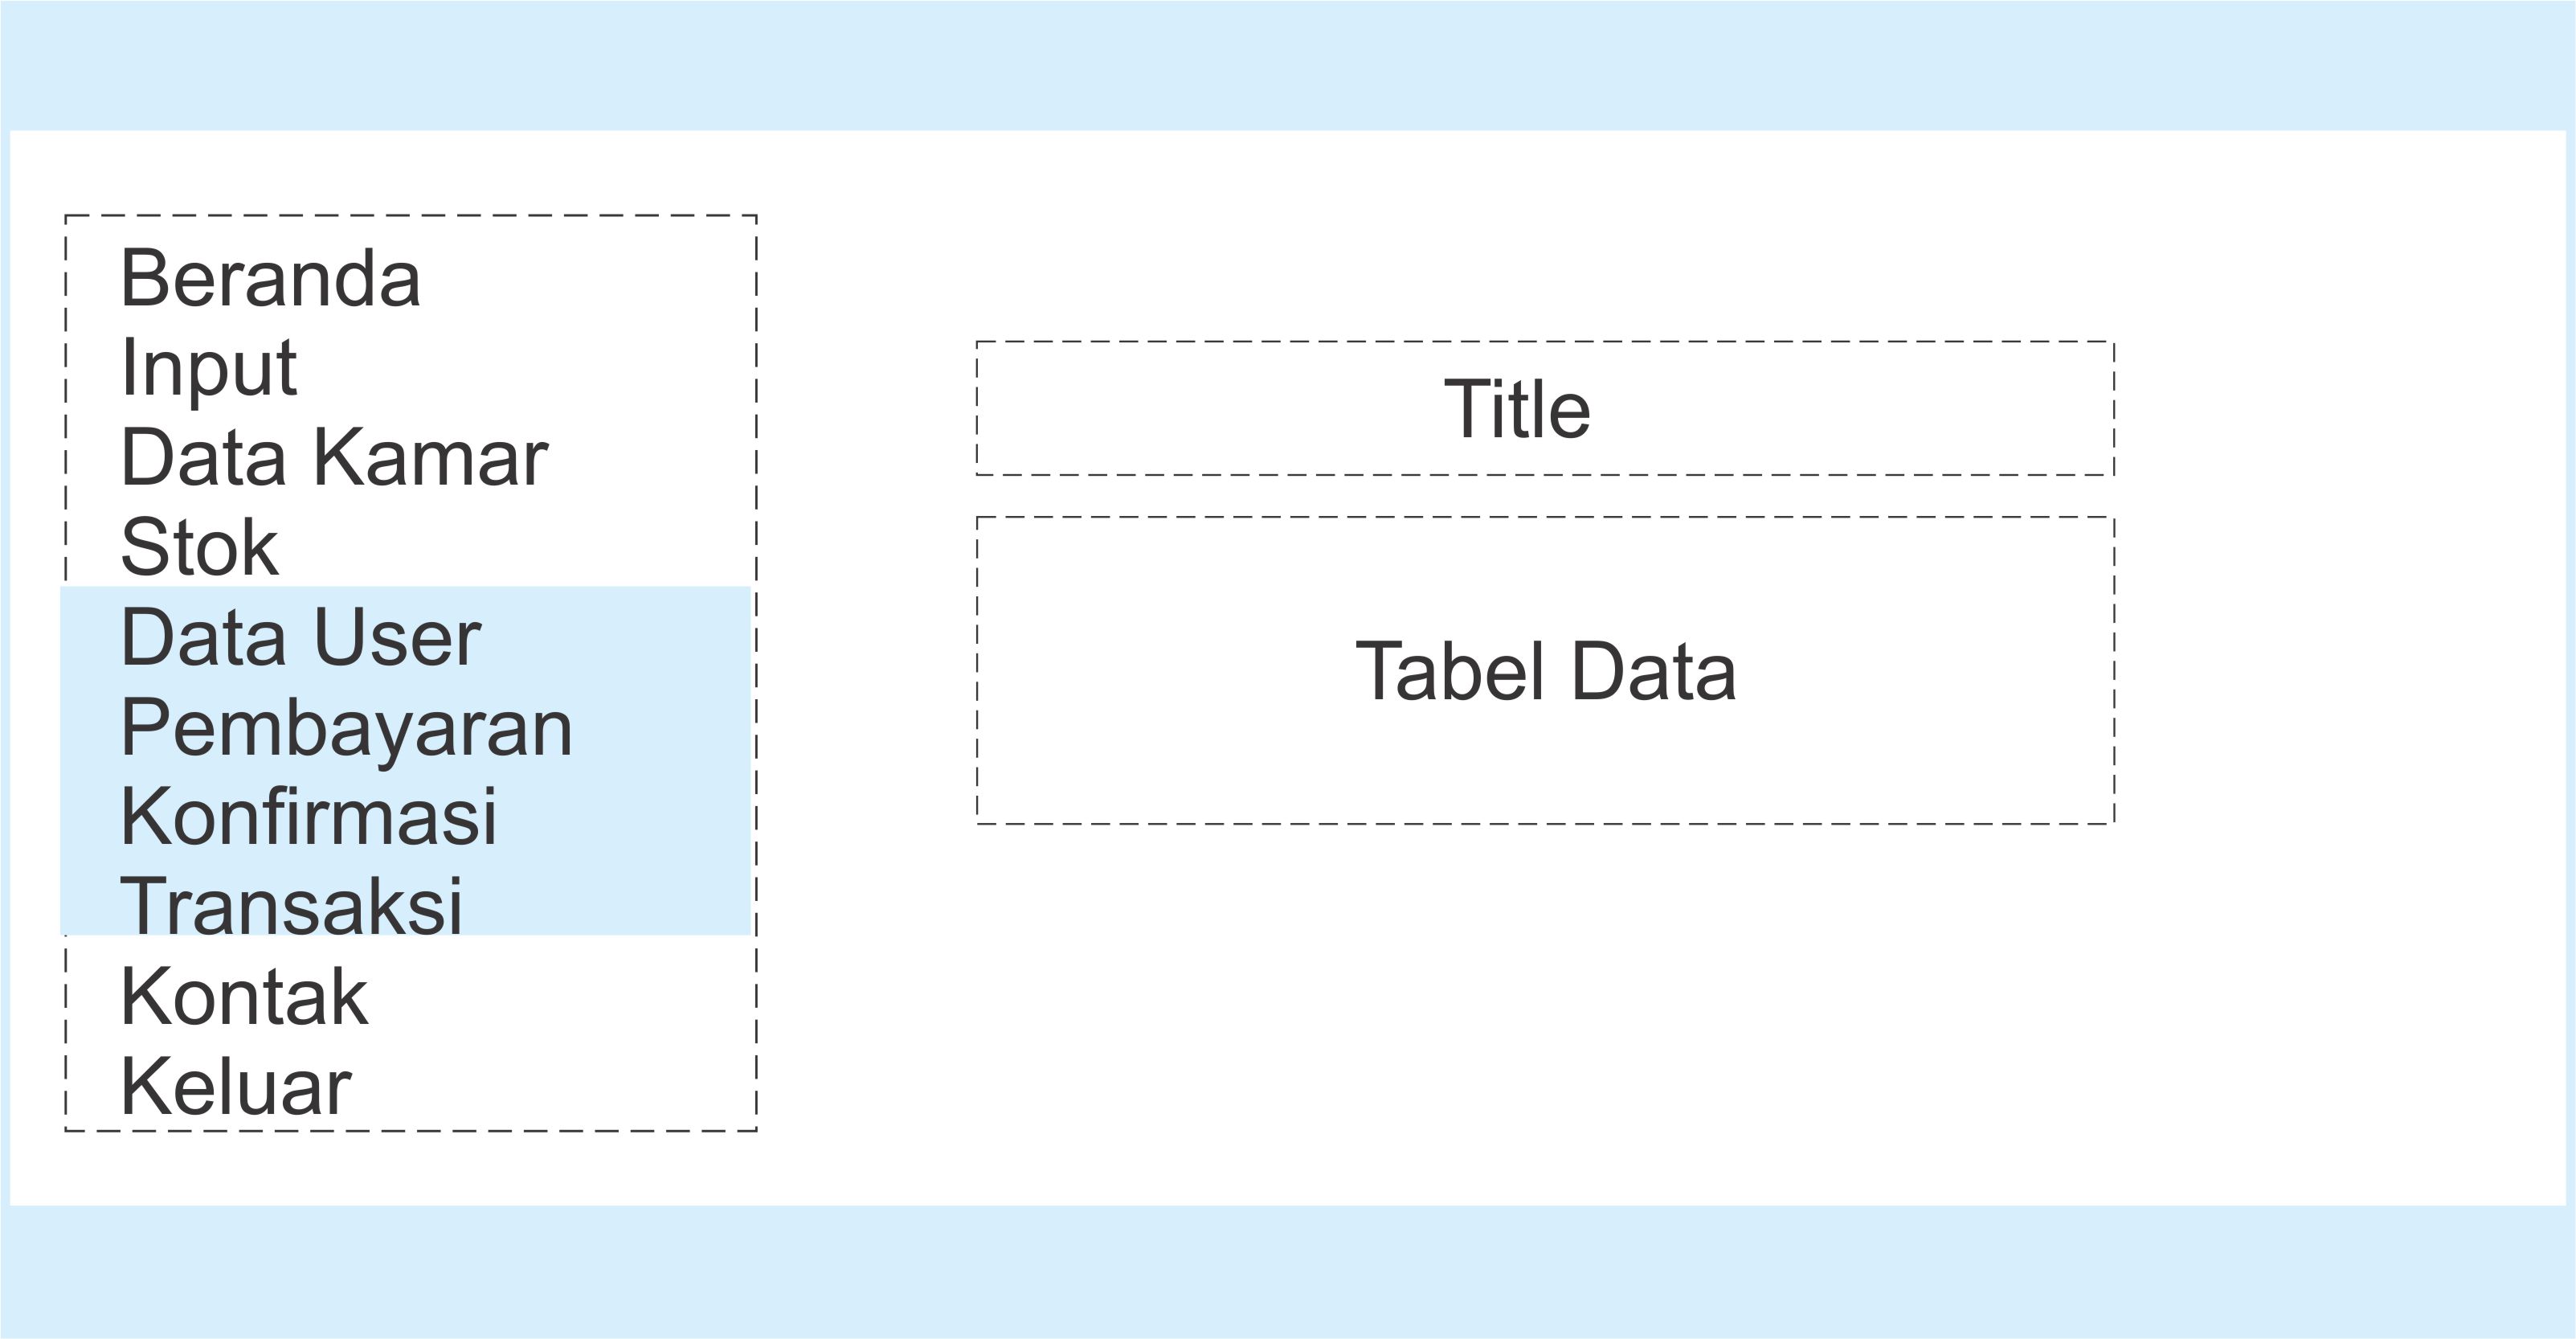 Beranda
Input
Data Kamar
Stok
Data User
Pembayaran
Konfirmasi
Transaksi
Kontak
Keluar
Title
Tabel Data